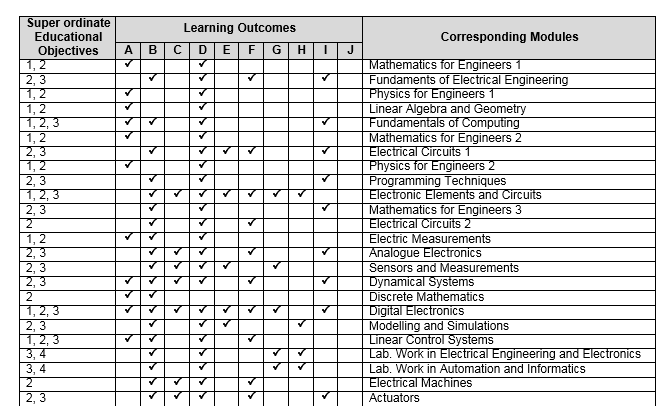 Super ordinate Educational Objectives Learning Outcomes Corresponding Modules
A B C D E F G H I J
1, 2 ✓ ✓ Mathematics for Engineers 1
2, 3 ✓ ✓ ✓ ✓ Fundaments of Electrical Engineering
1, 2 ✓ ✓ Physics for Engineers 1
1, 2 ✓ ✓ Linear Algebra and Geometry
1, 2, 3 ✓ ✓ ✓ ✓ Fundamentals of Computing
1, 2 ✓ ✓ Mathematics for Engineers 2
2, 3 ✓ ✓ ✓ ✓ ✓ Electrical Circuits 1
1, 2 ✓ ✓ Physics for Engineers 2
2, 3 ✓ ✓ ✓ Programming Techniques
1, 2, 3 ✓ ✓ ✓ ✓ ✓ ✓ ✓ Electronic Elements and Circuits
2, 3 ✓ ✓ ✓ Mathematics for Engineers 3
2 ✓ ✓ ✓ Electrical Circuits 2
1, 2 ✓ ✓ ✓ Electric Measurements
2, 3 ✓ ✓ ✓ ✓ ✓ Analogue Electronics
2, 3 ✓ ✓ ✓ ✓ ✓ Sensors and Measurements
2, 3 ✓ ✓ ✓ ✓ ✓ ✓ Dynamical Systems
2 ✓ ✓ Discrete Mathematics
1, 2, 3 ✓ ✓ ✓ ✓ ✓ ✓ ✓ ✓ Digital Electronics
2, 3 ✓ ✓ ✓ ✓ Modelling and Simulations
1, 2, 3 ✓ ✓ ✓ ✓ Linear Control Systems
3, 4 ✓ ✓ ✓ ✓ Lab. Work in Electrical Engineering and Electronics
3, 4 ✓ ✓ ✓ ✓ Lab. Work in Automation and Informatics
2 ✓ ✓ ✓ ✓ Electrical Machines
2, 3 ✓ ✓ ✓ ✓ ✓ Actuators